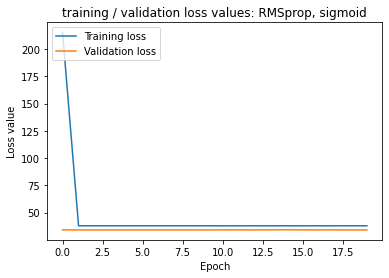 training / validation loss values: RMSprop, sigmoid
Training loss
Validation loss
200
175
150
125
100
75
50
Loss value
0.0 2.5 5.0 7.5 10.0 12.5 15.0 17.5
Epoch